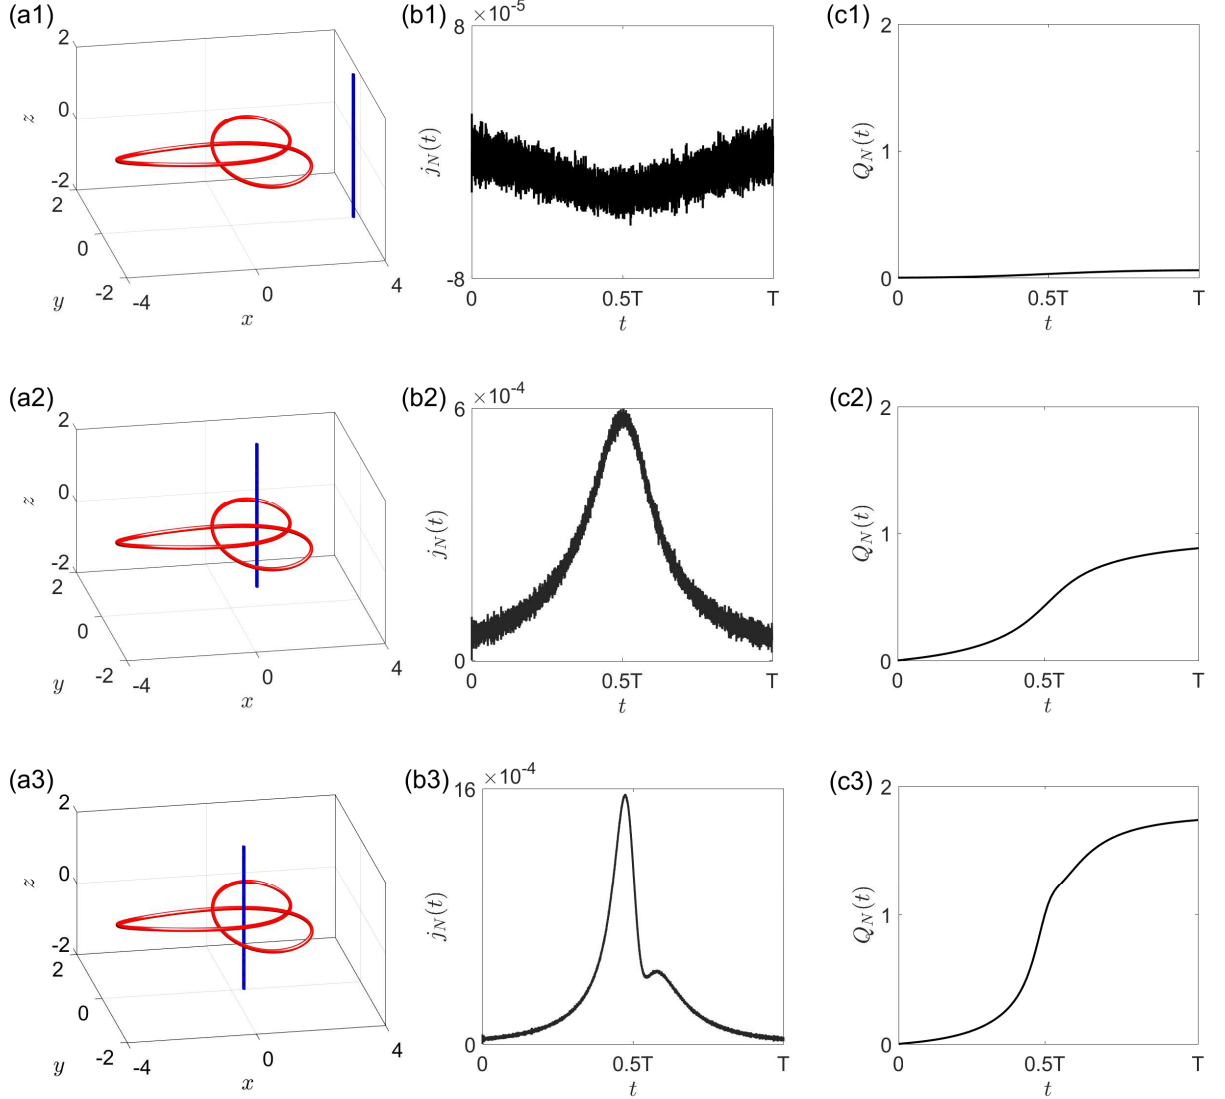 (a1)
2
0
-2
z
2
0
-2
y
-4
0
4
x
(b1)
8 ×10-5
-8
j_N(t)
0
0.5T
T
t
(c1)
2
1
0
Q_N(t)
0
0.5T
T
t
(a2)
2
0
-2
z
2
0
-2
y
-4
0
4
x
(b2)
6 ×10-4
0
j_N(t)
0
0.5T
T
t
(c2)
2
1
0
Q_N(t)
0
0.5T
T
t
(a3)
2
0
-2
z
2
0
-2
y
-4
0
4
x
(b3)
16 ×10-4
0
j_N(t)
0
0.5T
T
t
(c3)
2
1
0
Q_N(t)
0
0.5T
T
t